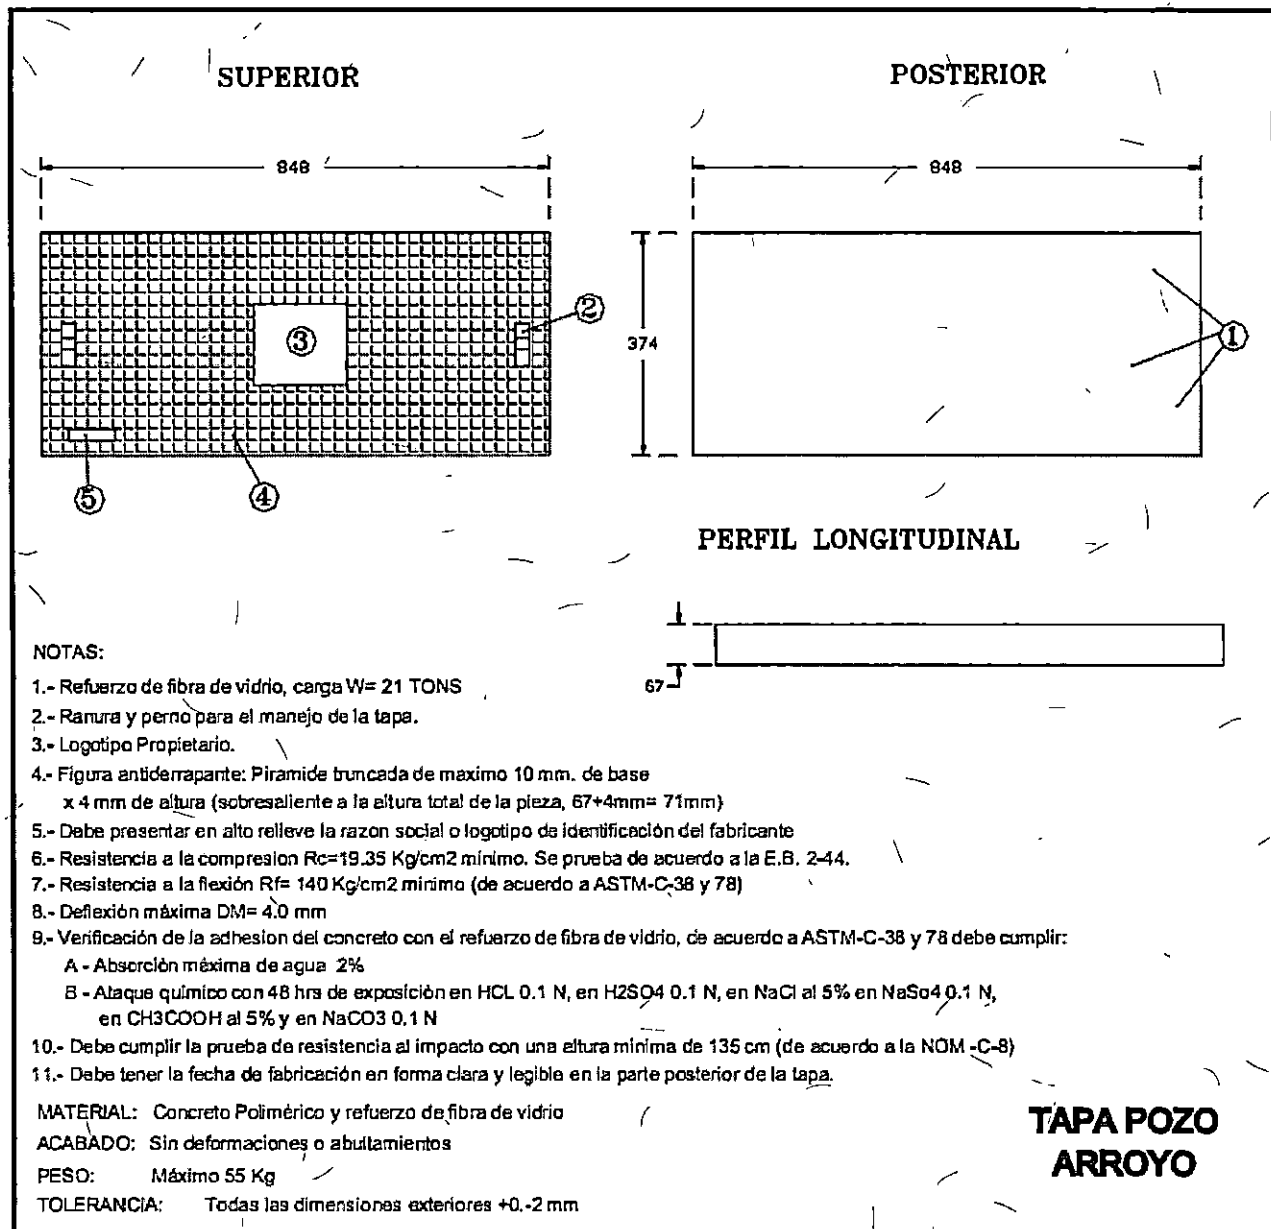 SUPERIOR
POSTERIOR
848
848
2
3
374
1
5
4
PERFIL LONGITUDINAL
67
NOTAS:
1.- Refuerzo de fibra de vidrio, carga W= 21 TONS
2.- Ranura y perno para el manejo de la tapa.
3.- Logotipo Propietario.
4.- Figura antiderrapante: Piramide truncada de maximo 10 mm. de base
x 4 mm de altura (sobresaliente a la altura total de la pieza, 67+4mm= 71mm)
5.- Debe presentar en alto relieve la razon social o logotipo de identificación del fabricante
6.- Resistencia a la compresion Rc=19.35 Kg/cm2 mínimo. Se prueba de acuerdo a la E.B. 2-44.
7.- Resistencia a la flexión Rf= 140 Kg/cm2 minimo (de acuerdo a ASTM-C-38 y 78)
8.- Deflexión máxima DM= 4.0 mm
9.- Verificación de la adhesion del concreto con el refuerzo de fibra de vidrio, de acuerdo a ASTM-C-38 y 78 debe cumplir:
A - Absorción máxima de agua 2%
B - Ataque químico con 48 hrs de exposición en HCL 0.1 N, en H2SO4 0.1 N, en NaCl al 5% en NaSo4 0.1 N,
en CH3COOH al 5% y en NaCO3 0.1 N
10.- Debe cumplir la prueba de resistencia al impacto con una altura minima de 135 cm (de acuerdo a la NOM -C-8)
11.- Debe tener la fecha de fabricación en forma clara y legible en la parte posterior de la tapa.
MATERIAL: Concreto Polimérico y refuerzo de fibra de vidrio
ACABADO: Sin deformaciones o abultamientos
PESO: Máximo 55 Kg
TOLERANCIA: Todas las dimensiones exteriores +0.-2 mm
TAPA POZO
ARROYO